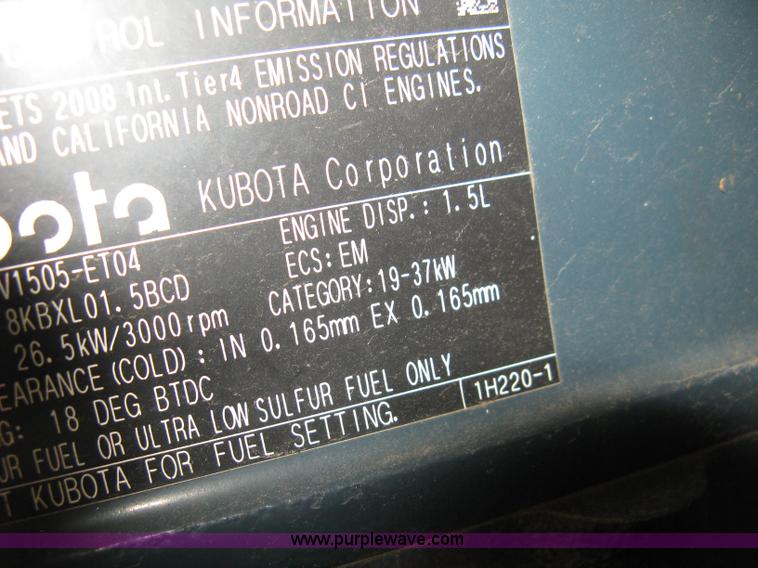 TROL INFORMATION
ETS 2008 Int. Tier4 EMISSION REGULATIONS
AND CALIFORNIA NONROAD CI ENGINES.
bota KUBOTA Corporation
V1505-ET04 ENGINE DISP.: 1.5L
8KBXL01.5BCD ECS: EM
26.5kW/3000rpm CATEGORY: 19-37kW
EARANCE (COLD) : IN 0.165mm EX 0.165mm
G: 18 DEG BTDC
UR FUEL OR ULTRA LOW SULFUR FUEL ONLY
T KUBOTA FOR FUEL SETTING.
1H220-1
www.purplewave.com